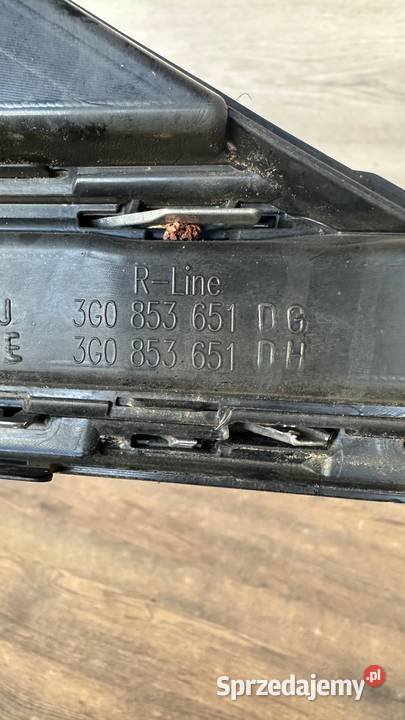 R-Line
J 3G0 853 651 DG
E 3G0 853 651 DH
Sprzedajemy.pl